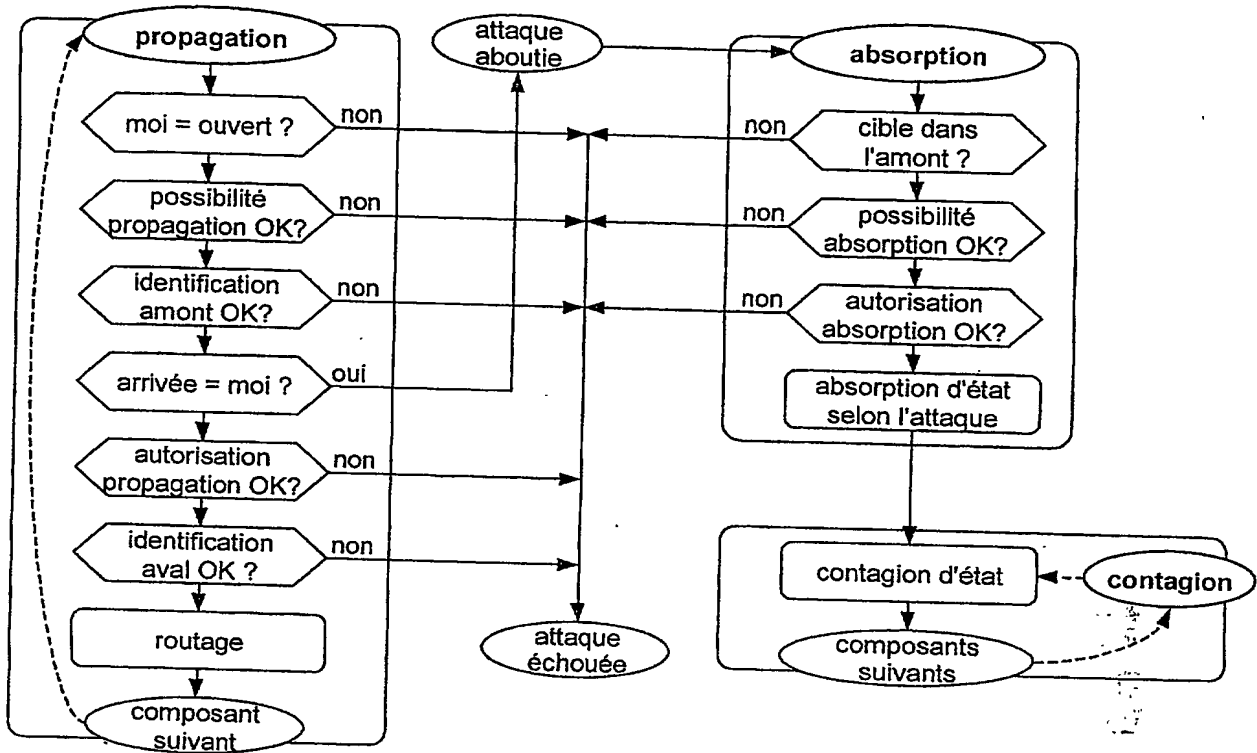 propagation
moi = ouvert ?
non
possibilité
propagation OK?
non
identification
amont OK?
non
arrivée = moi ?
oui
autorisation
propagation OK?
non
identification
aval OK ?
non
routage
composant
suivant
attaque
aboutie
attaque
échouée
absorption
non
cible dans
l'amont ?
non
possibilité
absorption OK?
non
autorisation
absorption OK?
absorption d'état
selon l'attaque
contagion d'état
contagion
composants
suivants